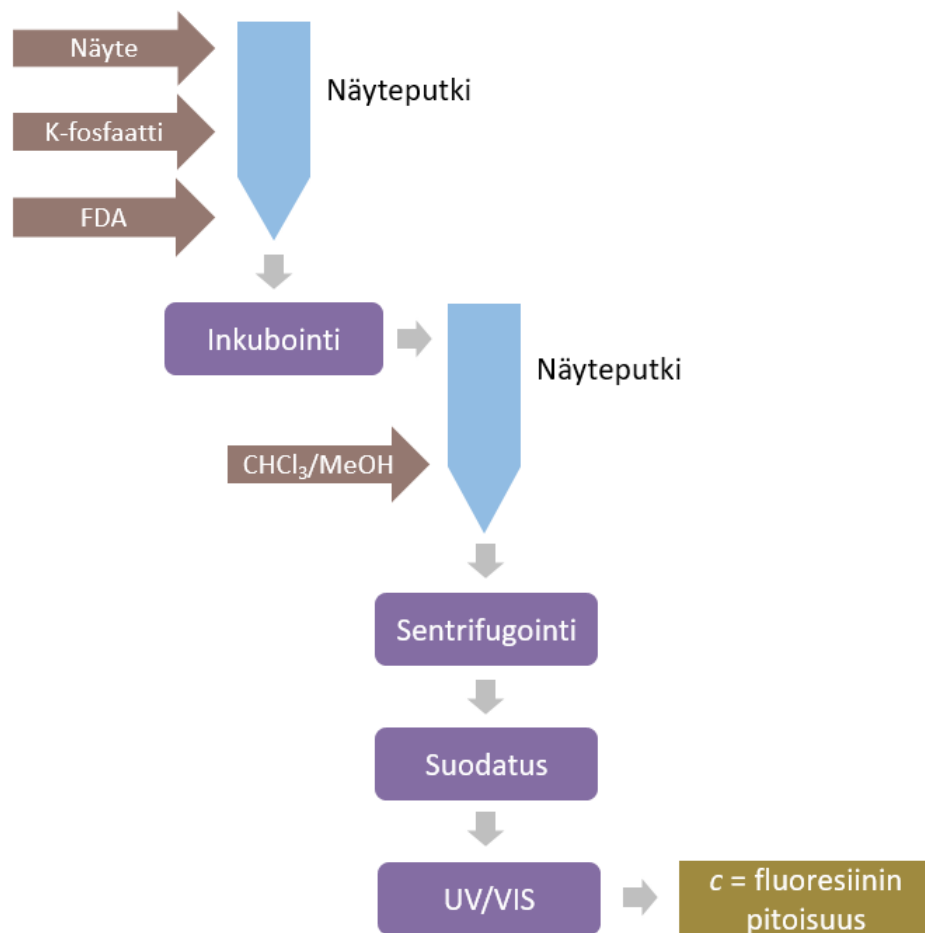 Näyte
Näyteputki
K-fosfaatti
FDA
Inkubointi
Näyteputki
CHCl₃/MeOH
Sentrifugointi
Suodatus
UV/VIS
c = fluoresiinin
pitoisuus